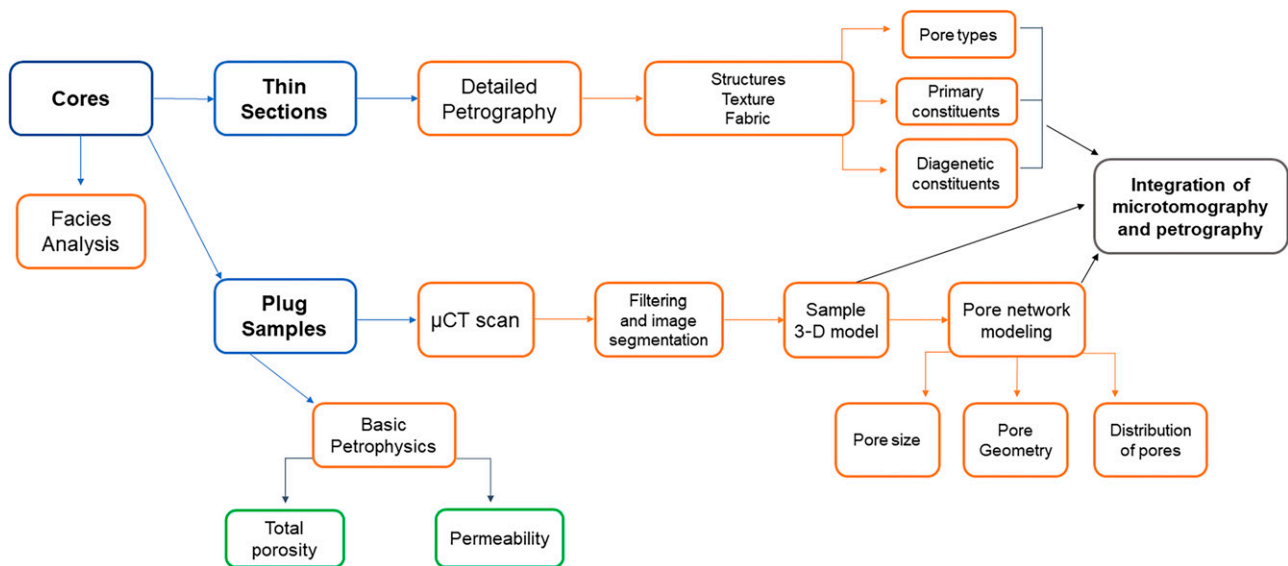 Cores
Thin
Sections
Detailed
Petrography
Structures
Texture
Fabric
Pore types
Primary
constituents
Diagenetic
constituents
Integration of
microtomography
and petrography
Facies
Analysis
Plug
Samples
µCT scan
Filtering
and image
segmentation
Sample
3-D model
Pore network
modeling
Pore size
Pore
Geometry
Distribution
of pores
Basic
Petrophysics
Total
porosity
Permeability